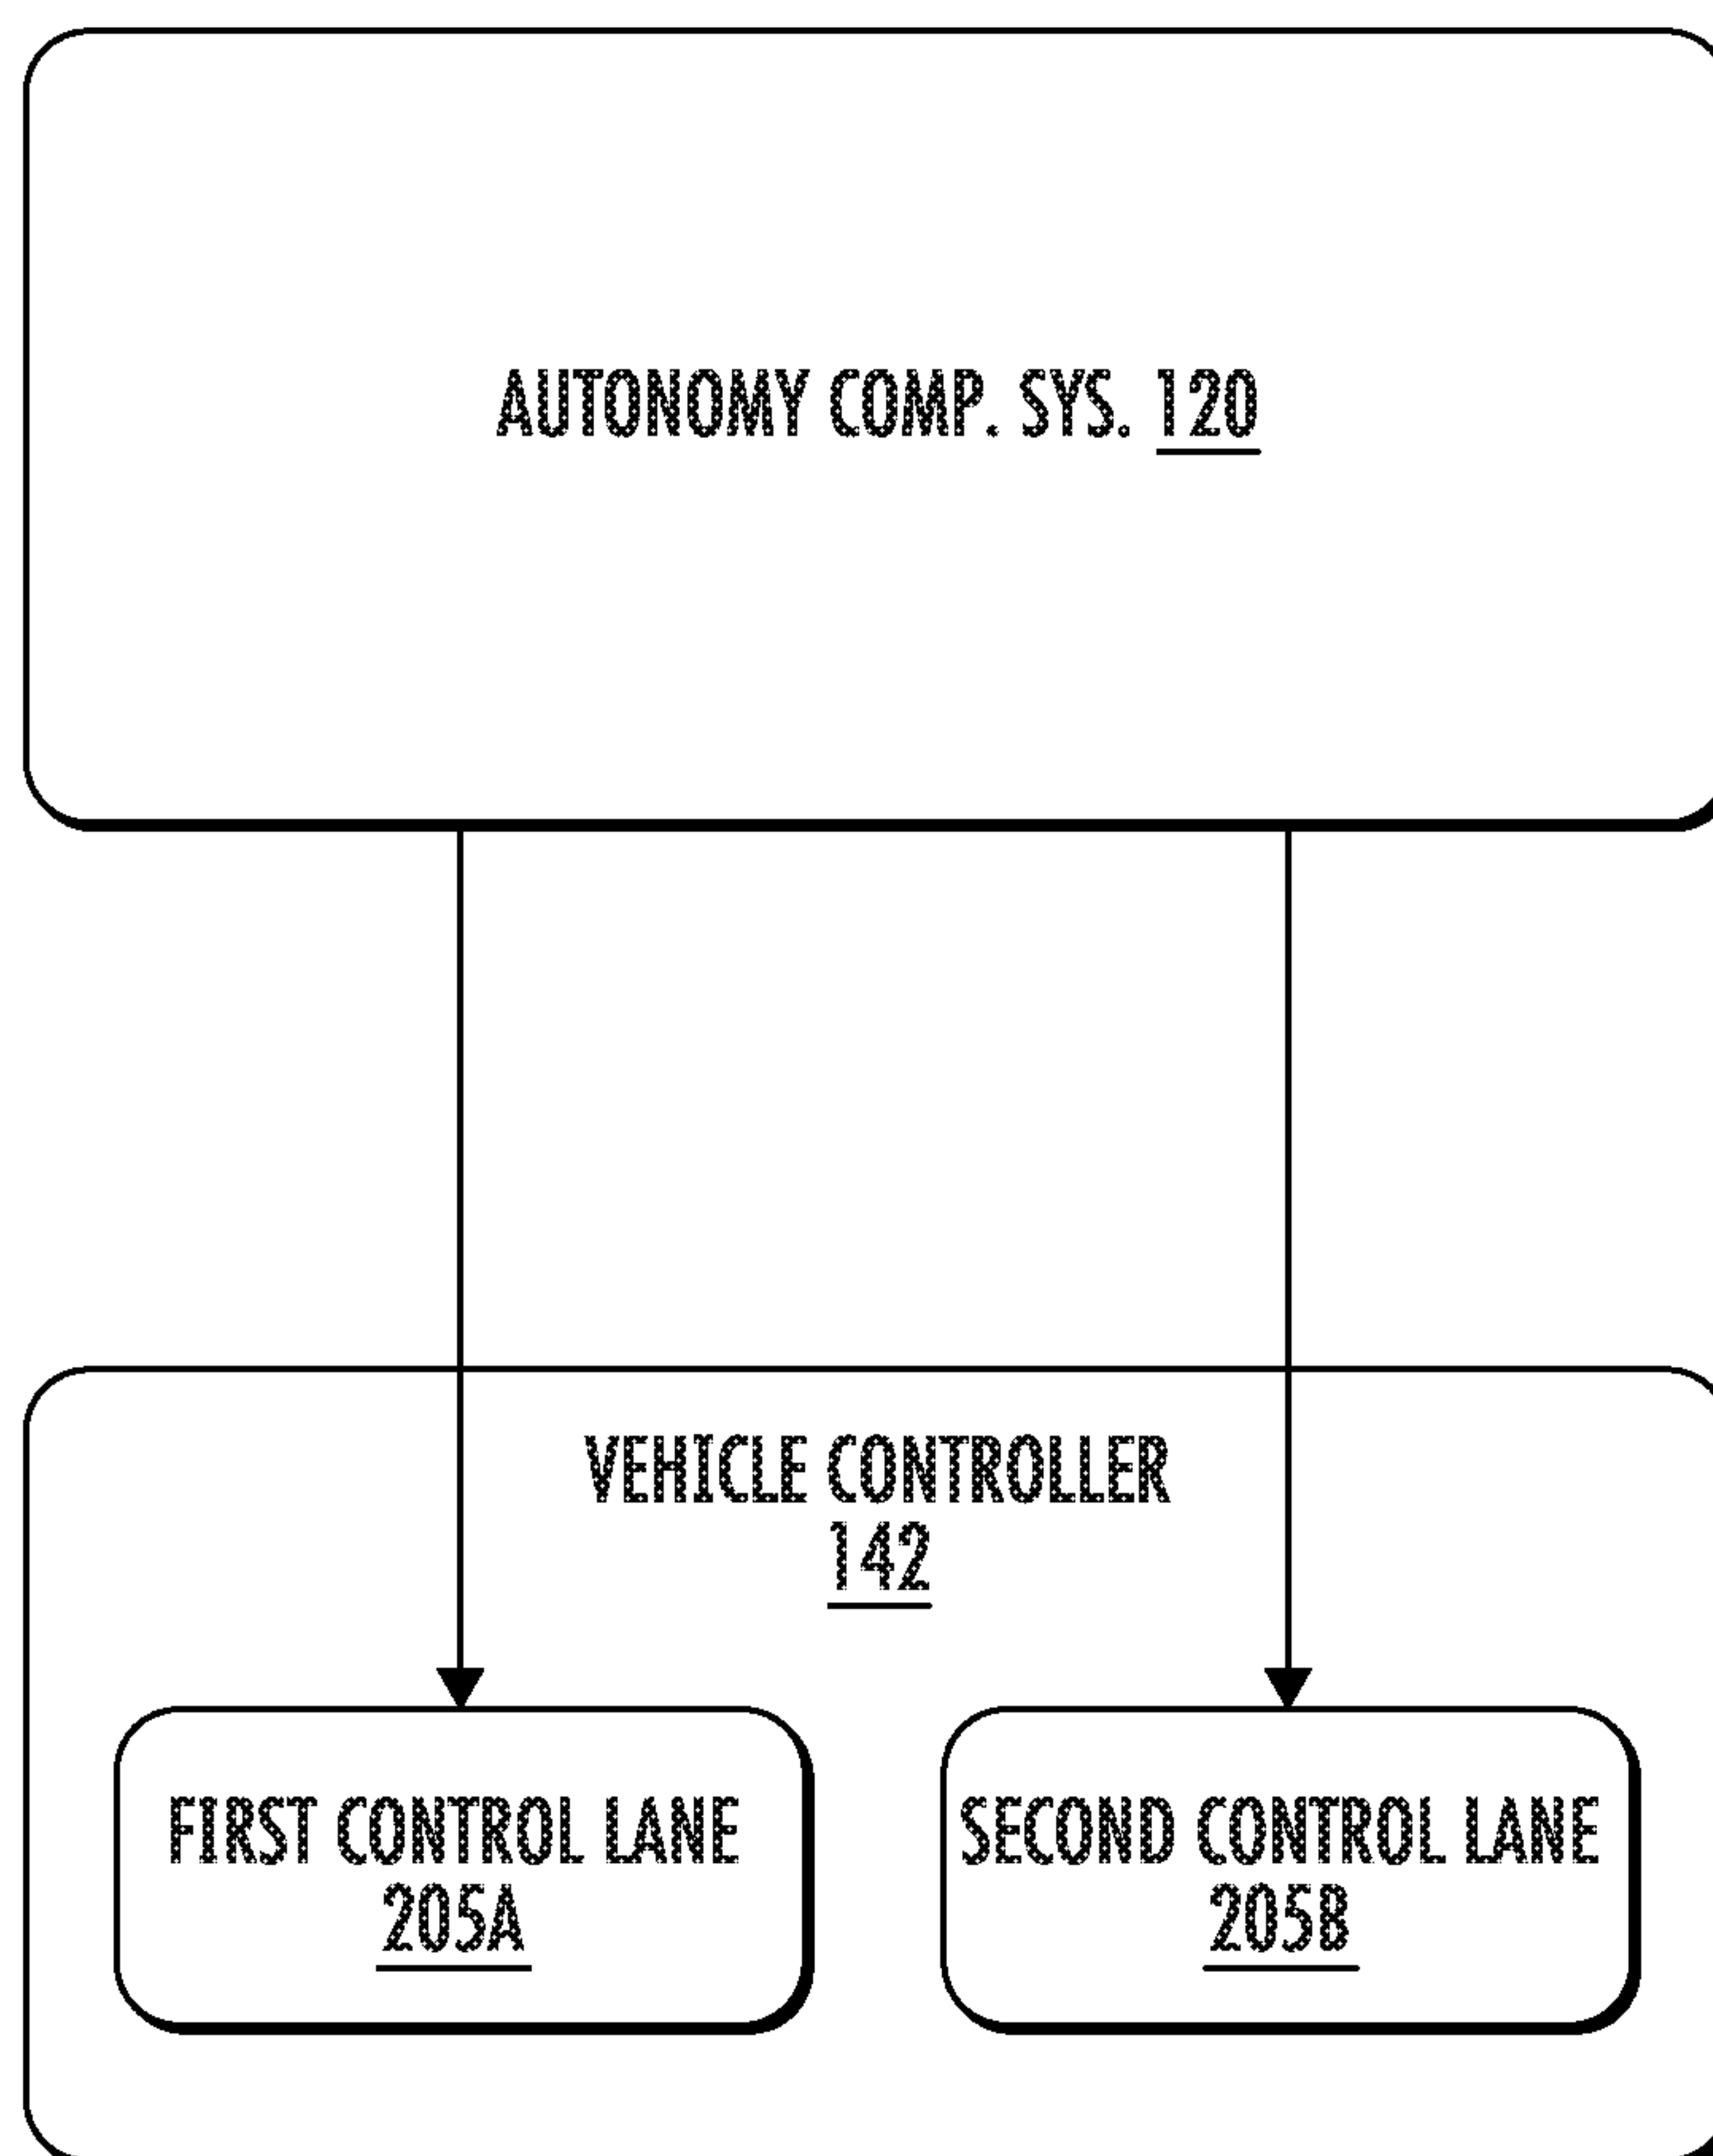 AUTONOMY COMP. SYS. 120
VEHICLE CONTROLLER
142
FIRST CONTROL LANE
205A
SECOND CONTROL LANE
205B